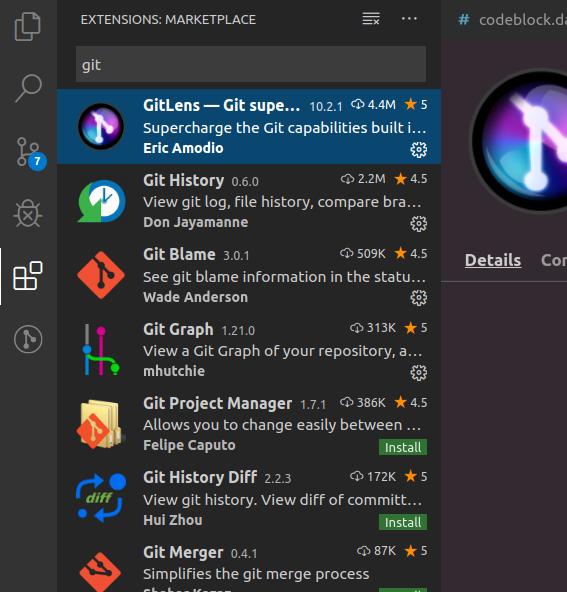 EXTENSIONS: MARKETPLACE
# codeblock.da
git
GitLens — Git supe... 10.2.1 4.4M ★ 5
Supercharge the Git capabilities built i...
Eric Amodio
7
Git History 0.6.0 2.2M ★ 4.5
View git log, file history, compare bra...
Don Jayamanne
Git Blame 3.0.1 509K ★ 4.5
See git blame information in the statu...
Wade Anderson
Details Con
Git Graph 1.21.0 313K ★ 5
View a Git Graph of your repository, a...
mhutchie
Git Project Manager 1.7.1 386K ★ 4.5
Allows you to change easily between ...
Felipe Caputo Install
diff
Git History Diff 2.2.3 172K ★ 5
View git history. View diff of committ...
Hui Zhou Install
Git Merger 0.4.1 87K ★ 5
Simplifies the git merge process